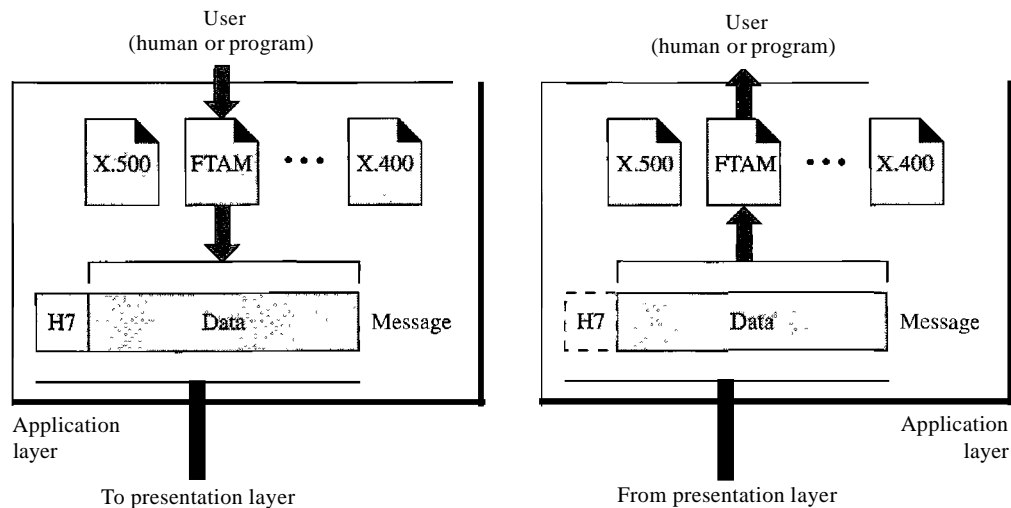 User
(human or program)
X.500
FTAM
• • •
X.400
H7
Data
Message
Application
layer
To presentation layer
User
(human or program)
X.500
FTAM
• • •
X.400
H7
Data
Message
Application
layer
From presentation layer